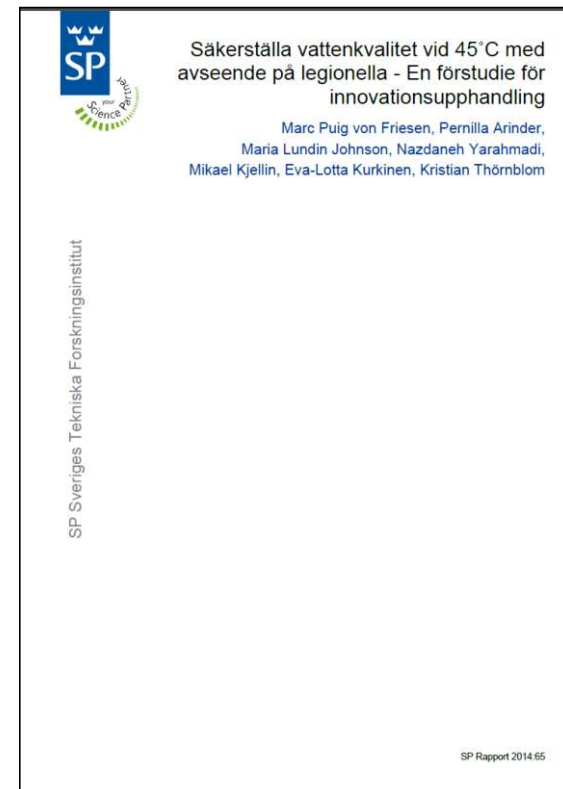 SP
your
Science Partner
Säkerställa vattenkvalitet vid 45˚C med
avseende på legionella - En förstudie för
innovationsupphandling
Marc Puig von Friesen, Pernilla Arinder,
Maria Lundin Johnson, Nazdaneh Yarahmadi,
Mikael Kjellin, Eva-Lotta Kurkinen, Kristian Thörnblom
SP Sveriges Tekniska Forskningsinstitut
SP Rapport 2014:65